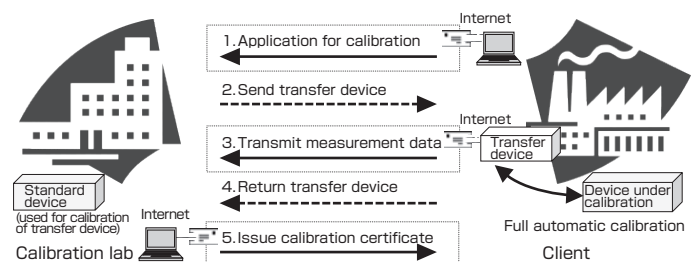 Internet
1.Application for calibration
2.Send transfer device
Internet
3.Transmit measurement data
Transfer
device
4.Return transfer device
Standard
device
(used for calibration
of transfer device)
Device under
calibration
Internet
Full automatic calibration
5.Issue calibration certificate
Calibration lab
Client